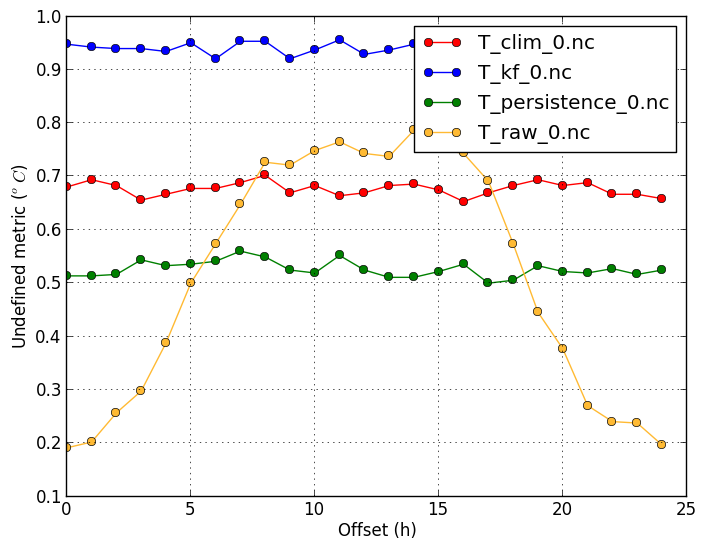 1.0
0.9
0.8
0.7
0.6
0.5
0.4
0.3
0.2
0.1
Undefined metric (° C)
T_clim_0.nc
T_kf_0.nc
T_persistence_0.nc
T_raw_0.nc
0 5 10 15 20 25
Offset (h)